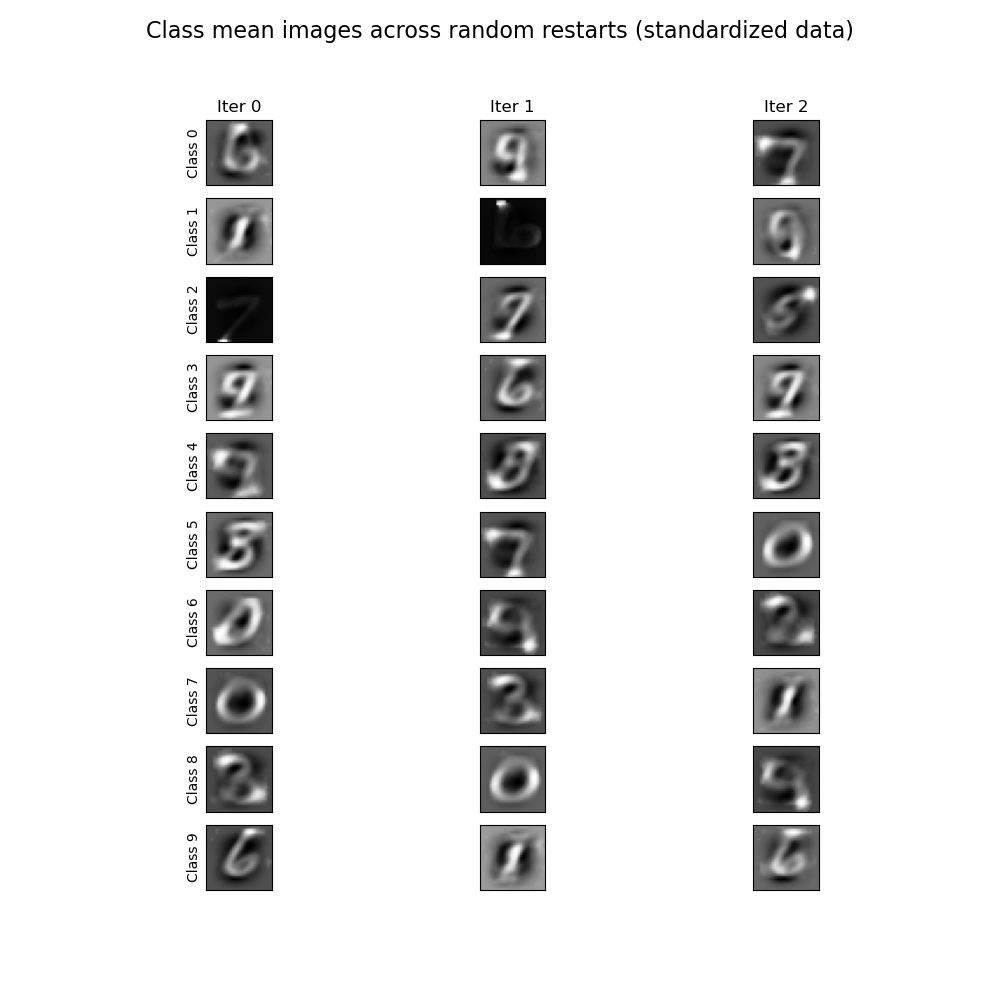 Class mean images across random restarts (standardized data)
Iter 0 Iter 1 Iter 2
Class 0
Class 1
Class 2
Class 3
Class 4
Class 5
Class 6
Class 7
Class 8
Class 9